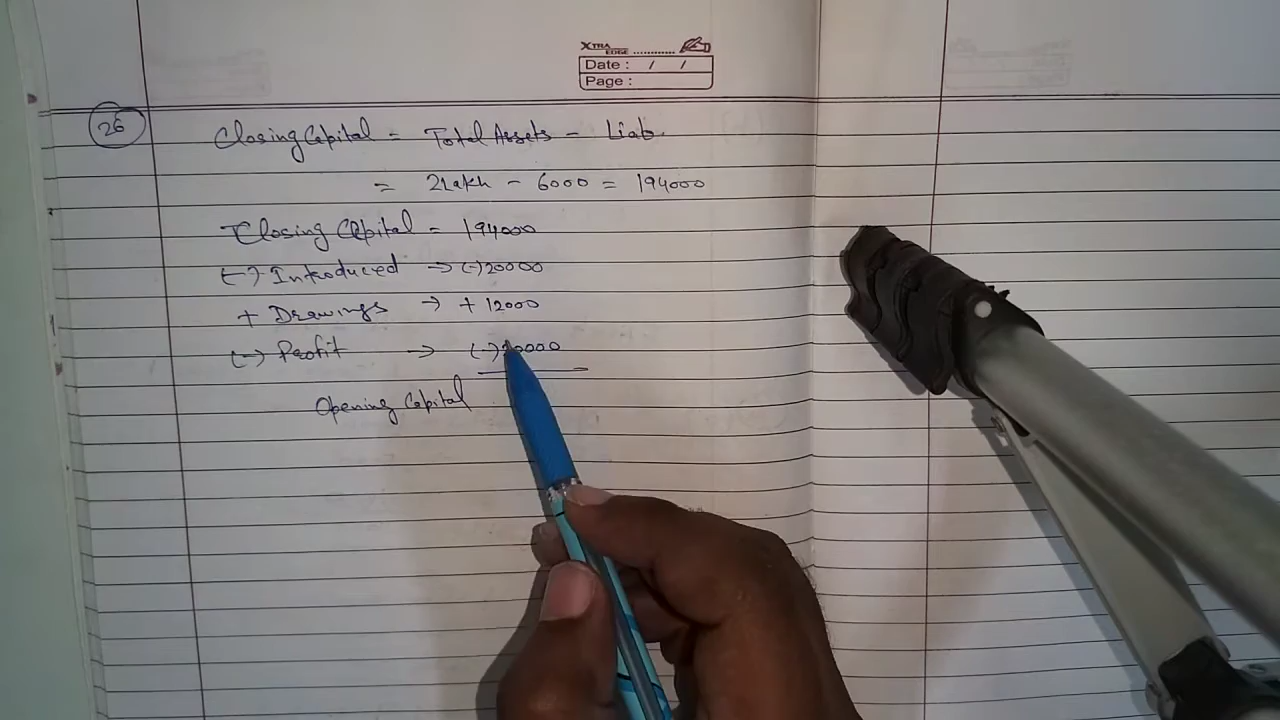 XTRA EDGE ............
Date : / /
Page :
26
Closing Capital = Total Assets - Liab.
= 2Lakh - 6000 = 194000
Closing Capital = 194000
(-) Introduced → (-) 20000
+ Drawings → + 12000
(-) Profit → (-)
Opening Capital